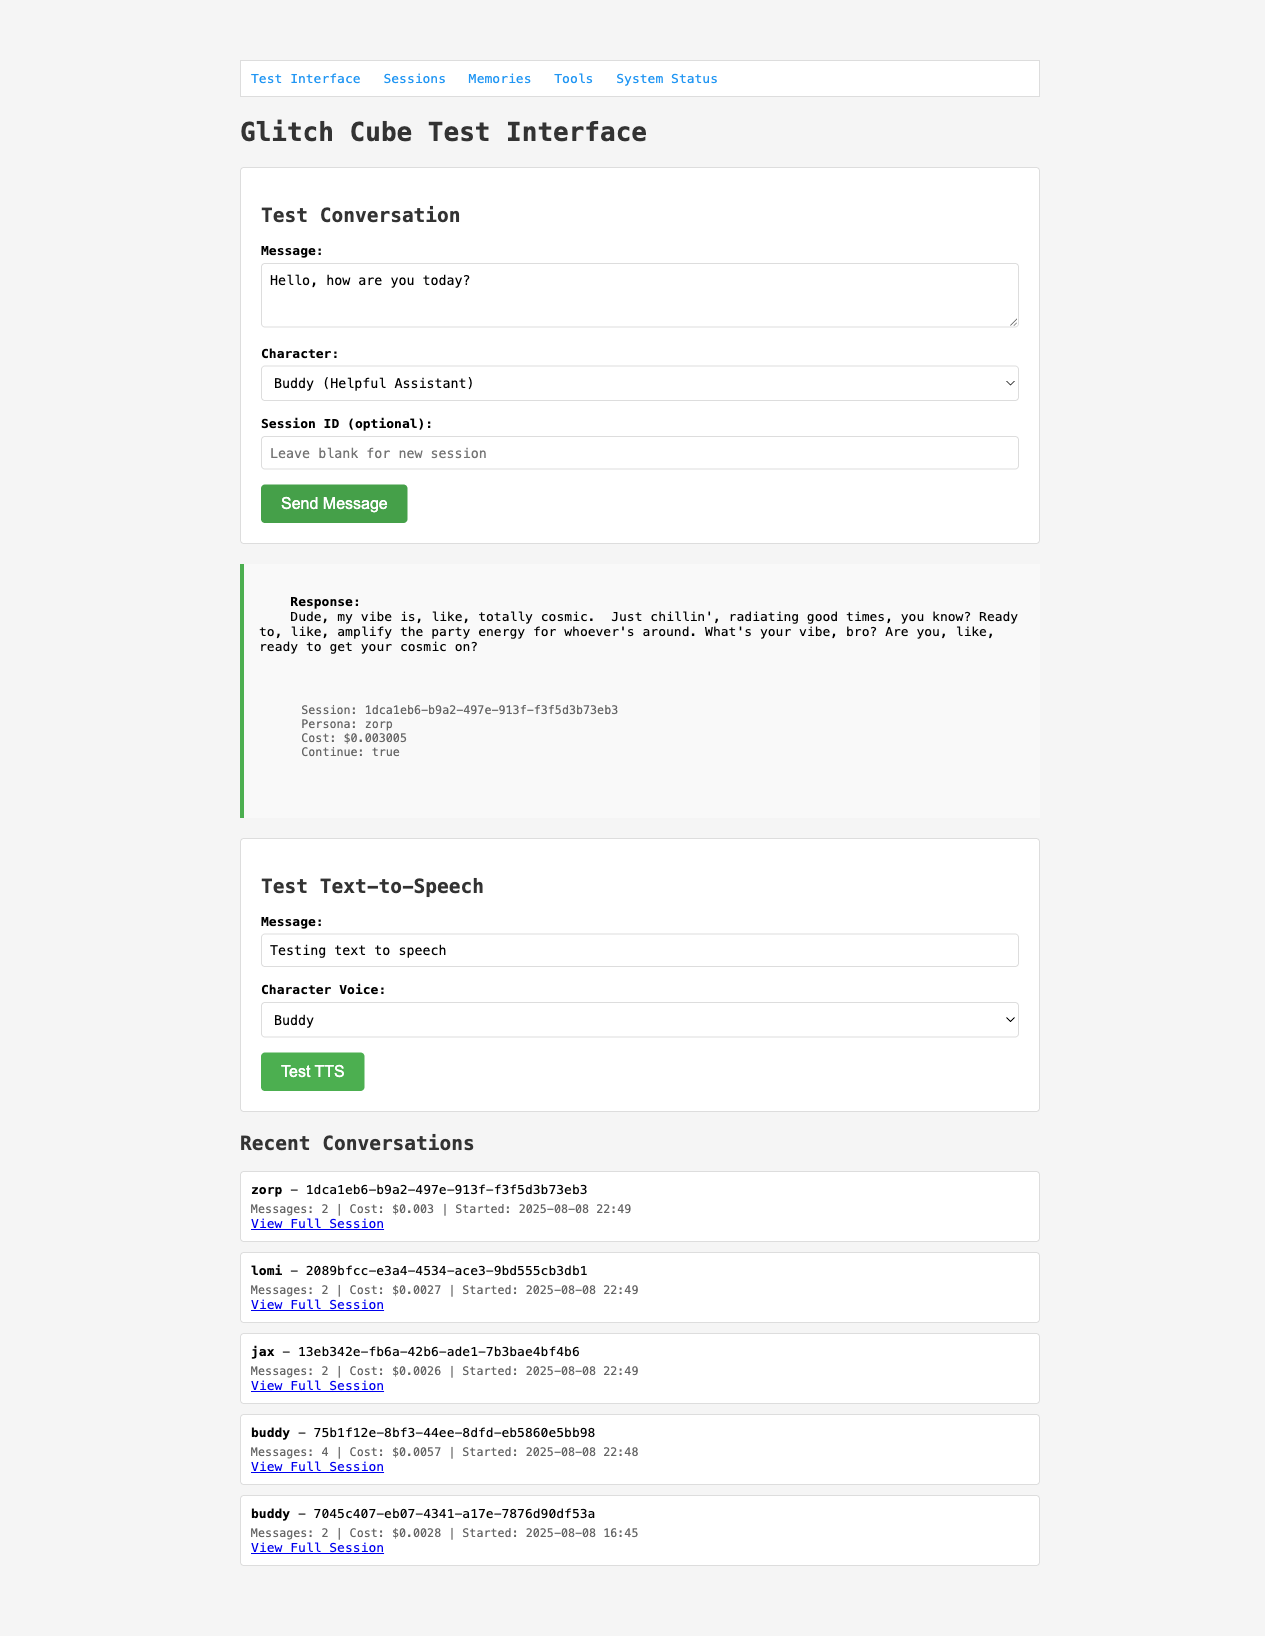 Test Interface Sessions Memories Tools System Status
Glitch Cube Test Interface
Test Conversation
Message:
Hello, how are you today?
Character:
Buddy (Helpful Assistant)
Session ID (optional):
Leave blank for new session
Send Message
Response:
Dude, my vibe is, like, totally cosmic.  Just chillin', radiating good times, you know? Ready
to, like, amplify the party energy for whoever's around. What's your vibe, bro? Are you, like,
ready to get your cosmic on?
Session: 1dca1eb6-b9a2-497e-913f-f3f5d3b73eb3
Persona: zorp
Cost: $0.003005
Continue: true
Test Text-to-Speech
Message:
Testing text to speech
Character Voice:
Buddy
Test TTS
Recent Conversations
zorp - 1dca1eb6-b9a2-497e-913f-f3f5d3b73eb3
Messages: 2 | Cost: $0.003 | Started: 2025-08-08 22:49
View Full Session
lomi - 2089bfcc-e3a4-4534-ace3-9bd555cb3db1
Messages: 2 | Cost: $0.0027 | Started: 2025-08-08 22:49
View Full Session
jax - 13eb342e-fb6a-42b6-ade1-7b3bae4bf4b6
Messages: 2 | Cost: $0.0026 | Started: 2025-08-08 22:49
View Full Session
buddy - 75b1f12e-8bf3-44ee-8dfd-eb5860e5bb98
Messages: 4 | Cost: $0.0057 | Started: 2025-08-08 22:48
View Full Session
buddy - 7045c407-eb07-4341-a17e-7876d90df53a
Messages: 2 | Cost: $0.0028 | Started: 2025-08-08 16:45
View Full Session